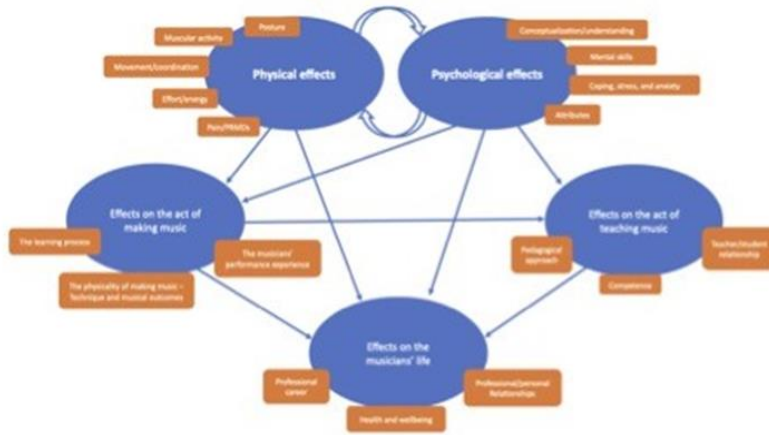 Posture
Conceptualization/understanding
Muscular activity
Mental skills
Movement/coordination
Physical effects
Psychological effects
Coping, stress, and anxiety
Effort/energy
Attributes
Pain/PRMDs
Effects on the act of
making music
Effects on the act of
teaching music
The learning process
The musicians'
performance experience
Pedagogical
approach
Teacher/student
relationship
The physicality of making music –
Technique and musical outcomes
Competence
Effects on the
musicians' life
Professional
career
Professional/personal
Relationships
Health and wellbeing